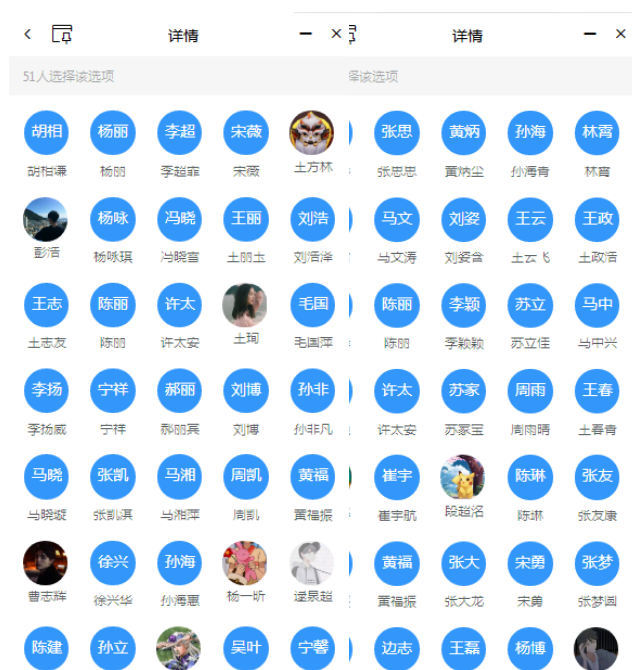 详情
51人选择该选项
胡相 杨丽 李超 宋薇
胡相谦 杨丽 宋薇 王方林
杨咏 冯晓 王丽 刘浩
彭浩 杨咏琪 冯晓雪 王丽玉 刘浩泽
王志 陈丽 许太 毛国
王志友 陈丽 许太安 王珣 毛国萍
李扬 宁祥 郝丽 刘博 孙非
李扬威 宁祥 郝丽宾 刘博 孙非凡
马晓 张凯 马湘 周凯 黄福
马晓璇 张凯淇 马湘萍 周凯 黄福振
徐兴 孙海
曹志辉 徐兴华 孙海惠 杨一昕
陈建 孙立 吴叶 宁馨
详情
择该选项
张思 黄炳 孙海 林霄
张思思 黄炳尘 孙海青 林霄
马文 刘姿 王云 王政
马文涛 刘姿含 王云飞 王政浩
陈丽 李颖 苏立 马中
陈丽 李颖颖 苏立佳 马中兴
许太 苏家 周雨 王春
许太安 苏家宝 周雨晴 王春青
崔宇 陈琳 张友
崔宇航 段超洺 陈琳 张友康
黄福 张大 宋勇 张梦
黄福振 张大龙 宋勇 张梦圆
边志 王磊 杨博